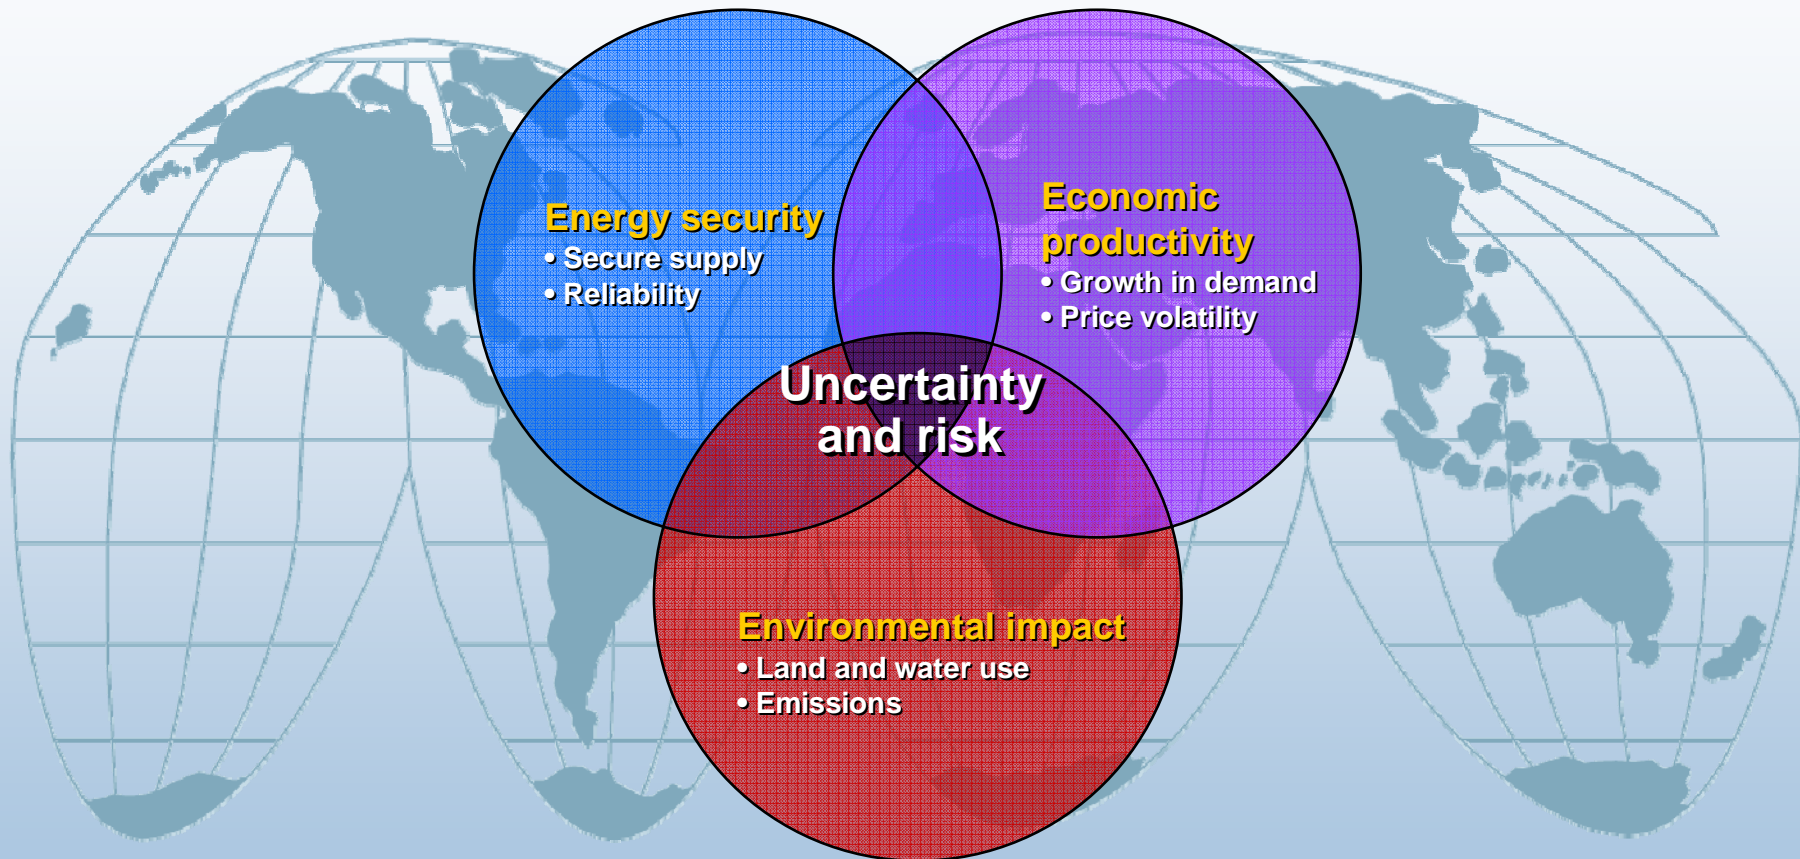 Energy security
• Secure supply
• Reliability
Economic
productivity
• Growth in demand
• Price volatility
Uncertainty
and risk
Environmental impact
• Land and water use
• Emissions